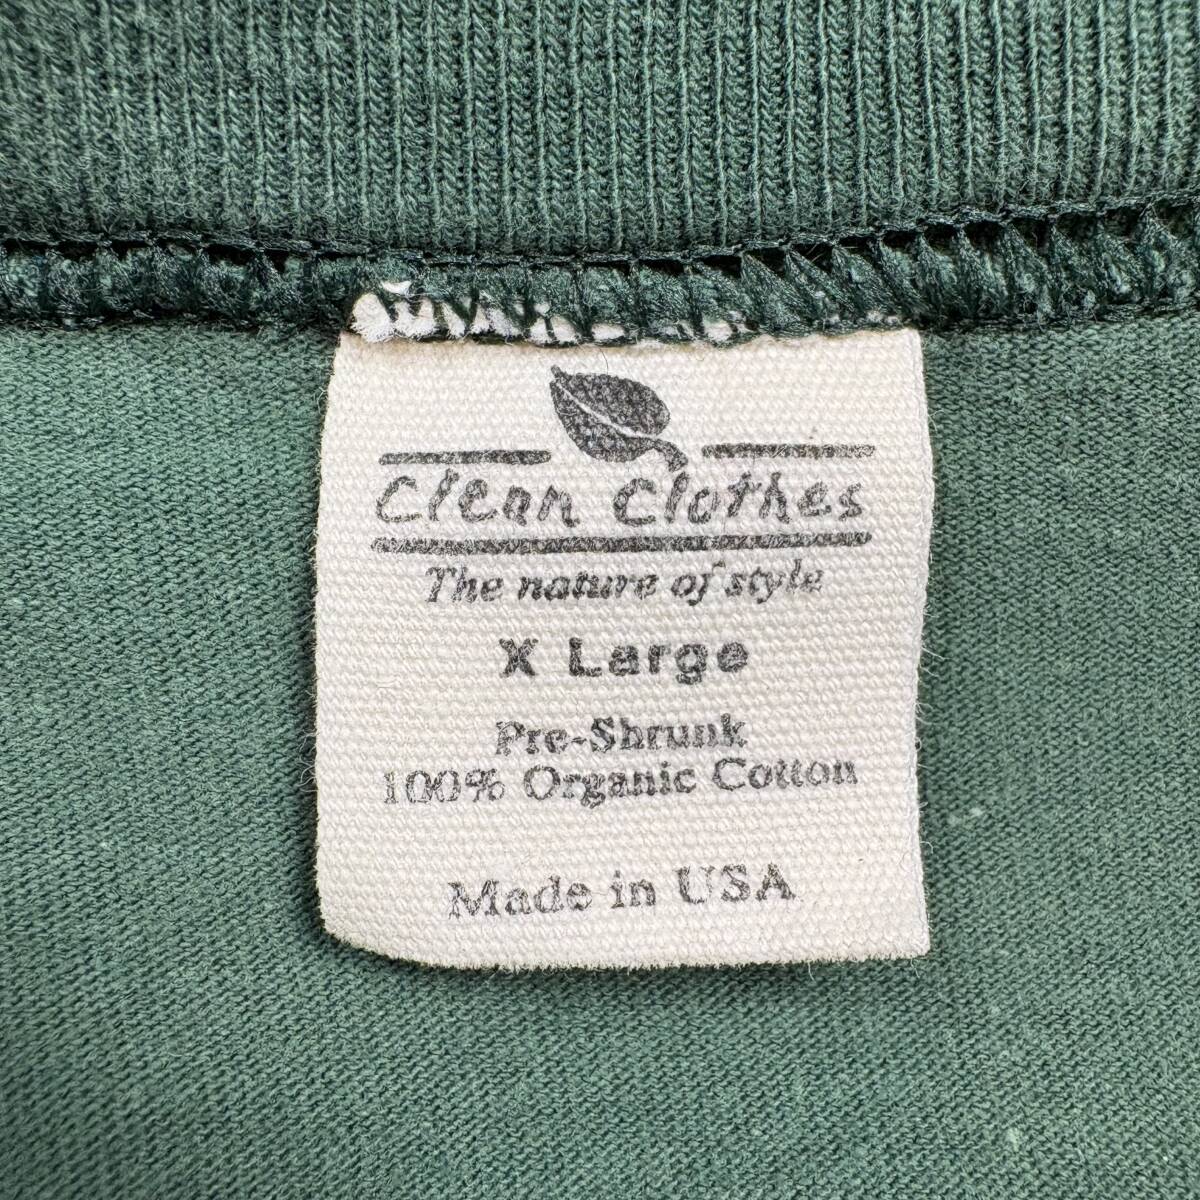 Clean Clothes
The nature of style
X Large
Pre-Shrunk
100% Organic Cotton
Made in USA